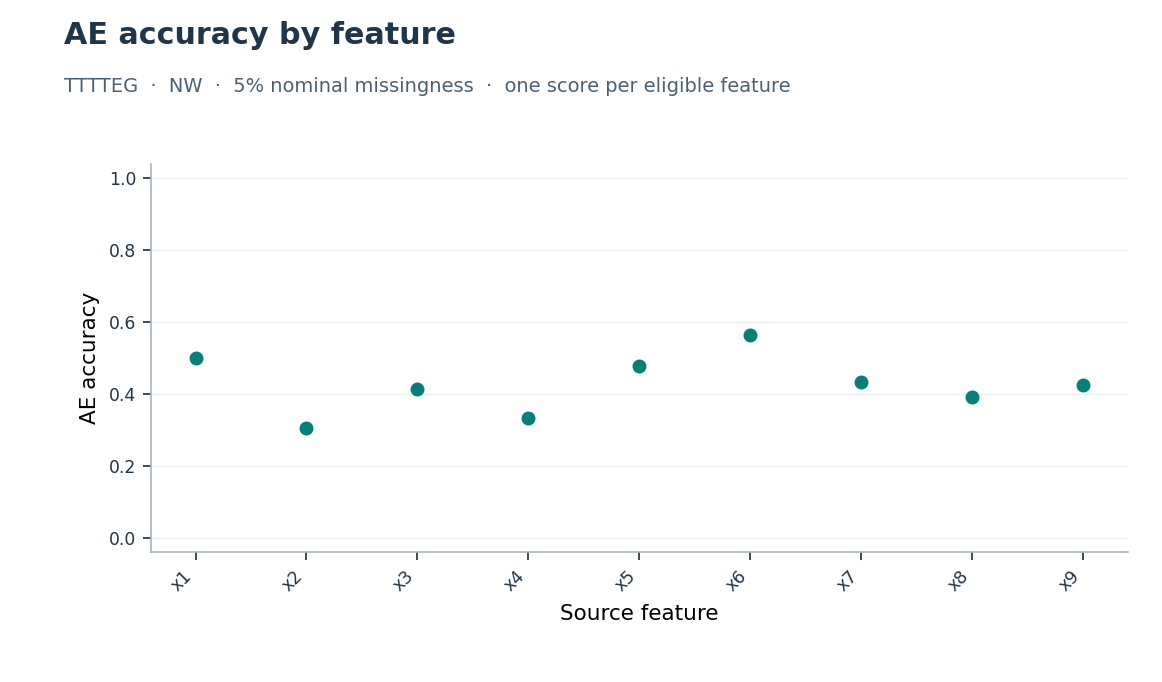 AE accuracy by feature
TTTTEG · NW · 5% nominal missingness · one score per eligible feature
1.0
0.8
0.6
0.4
0.2
0.0
AE accuracy
x1 x2 x3 x4 x5 x6 x7 x8 x9
Source feature